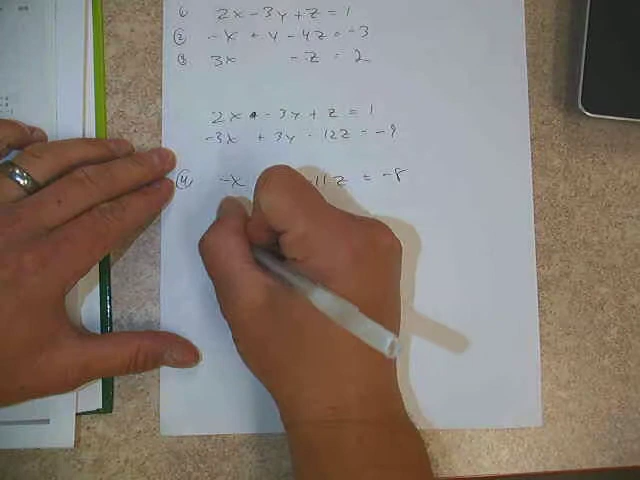 ① 2x - 3y + z = 1
② -x + y - 4z = -3
③ 3x - z = 2
2x - 3y + z = 1
-3x + 3y - 12z = -9
④ -x -11z = -8